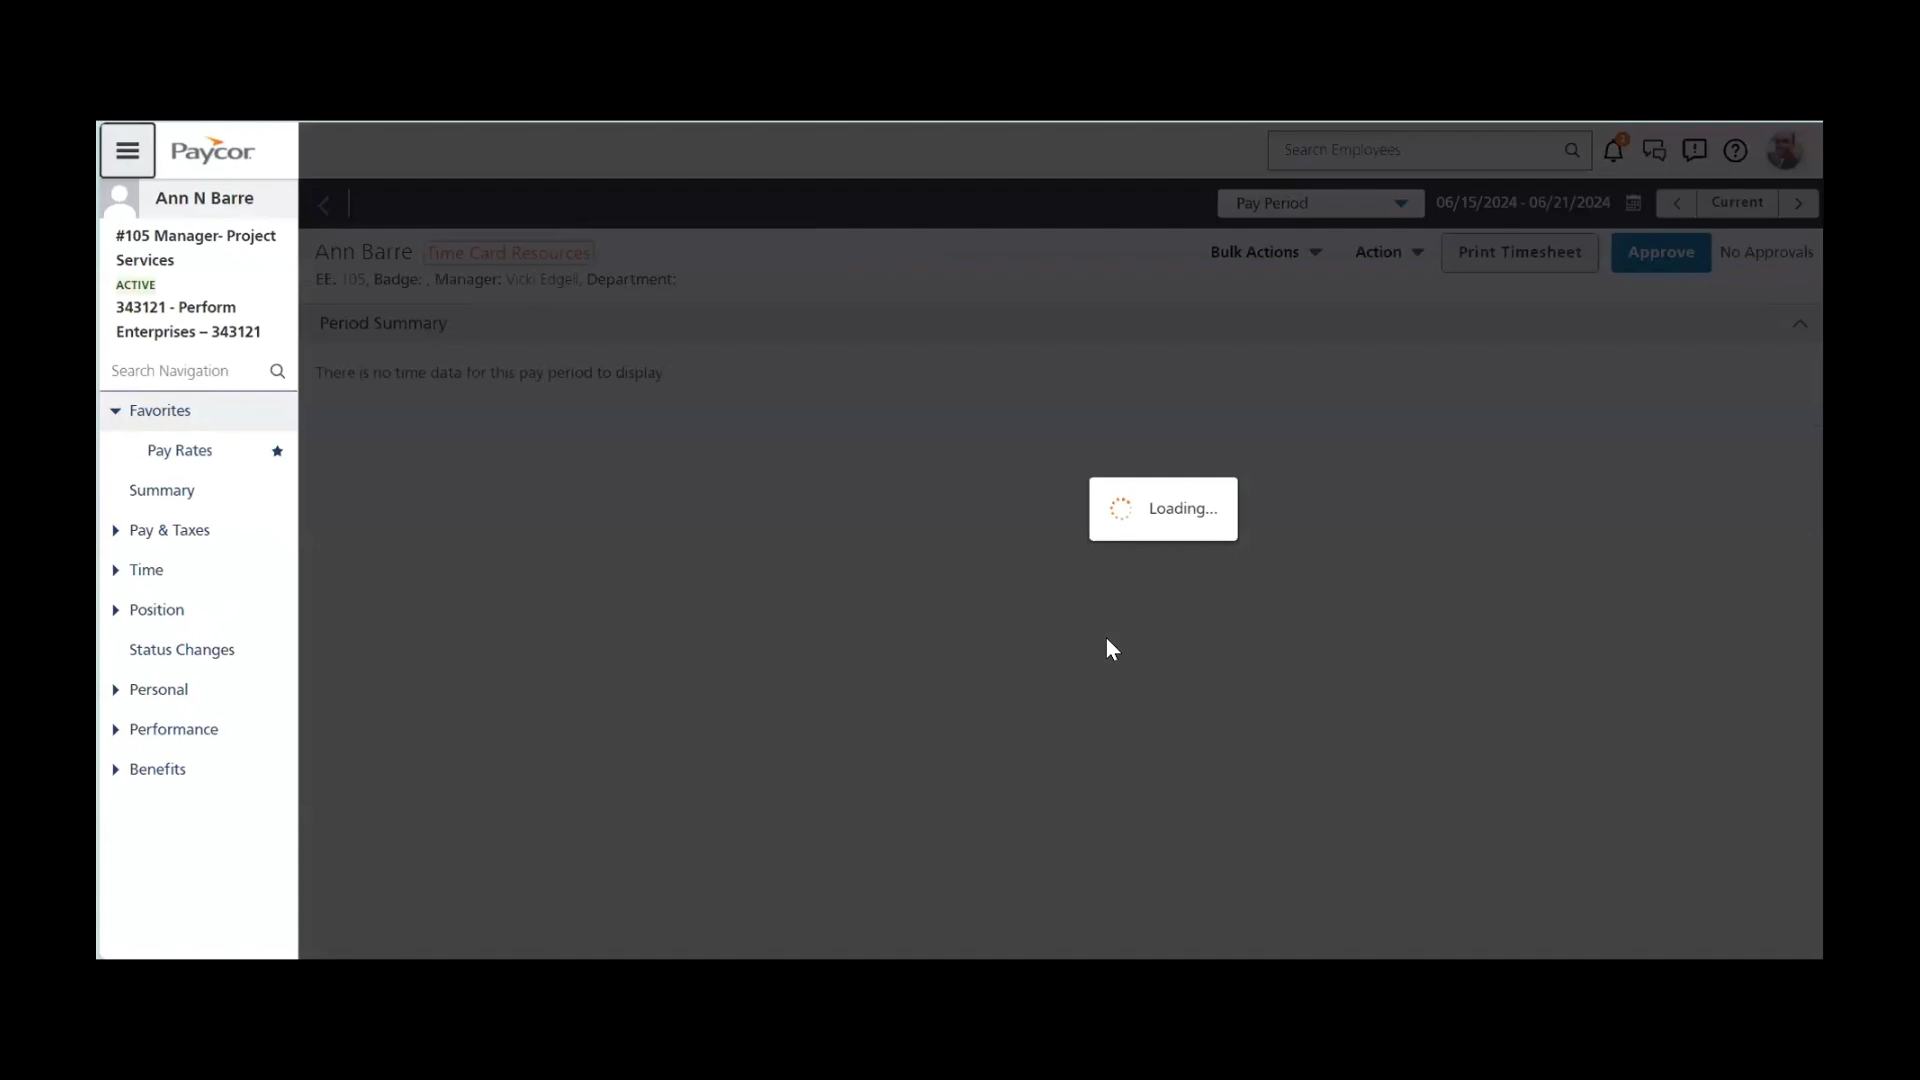 Paycor
Search Employees
Ann N Barre
Pay Period
06/15/2024 - 06/21/2024
Current
#105 Manager- Project
Services
ACTIVE
343121 - Perform
Enterprises – 343121
Ann Barre Time Card Resources
Bulk Actions
Action
Print Timesheet
Approve
No Approvals
EE. 105, Badge: , Manager: Vicki Edgell, Department:
Period Summary
There is no time data for this pay period to display
Search Navigation
Favorites
Pay Rates
Summary
Pay & Taxes
Time
Position
Status Changes
Personal
Performance
Benefits
Loading...